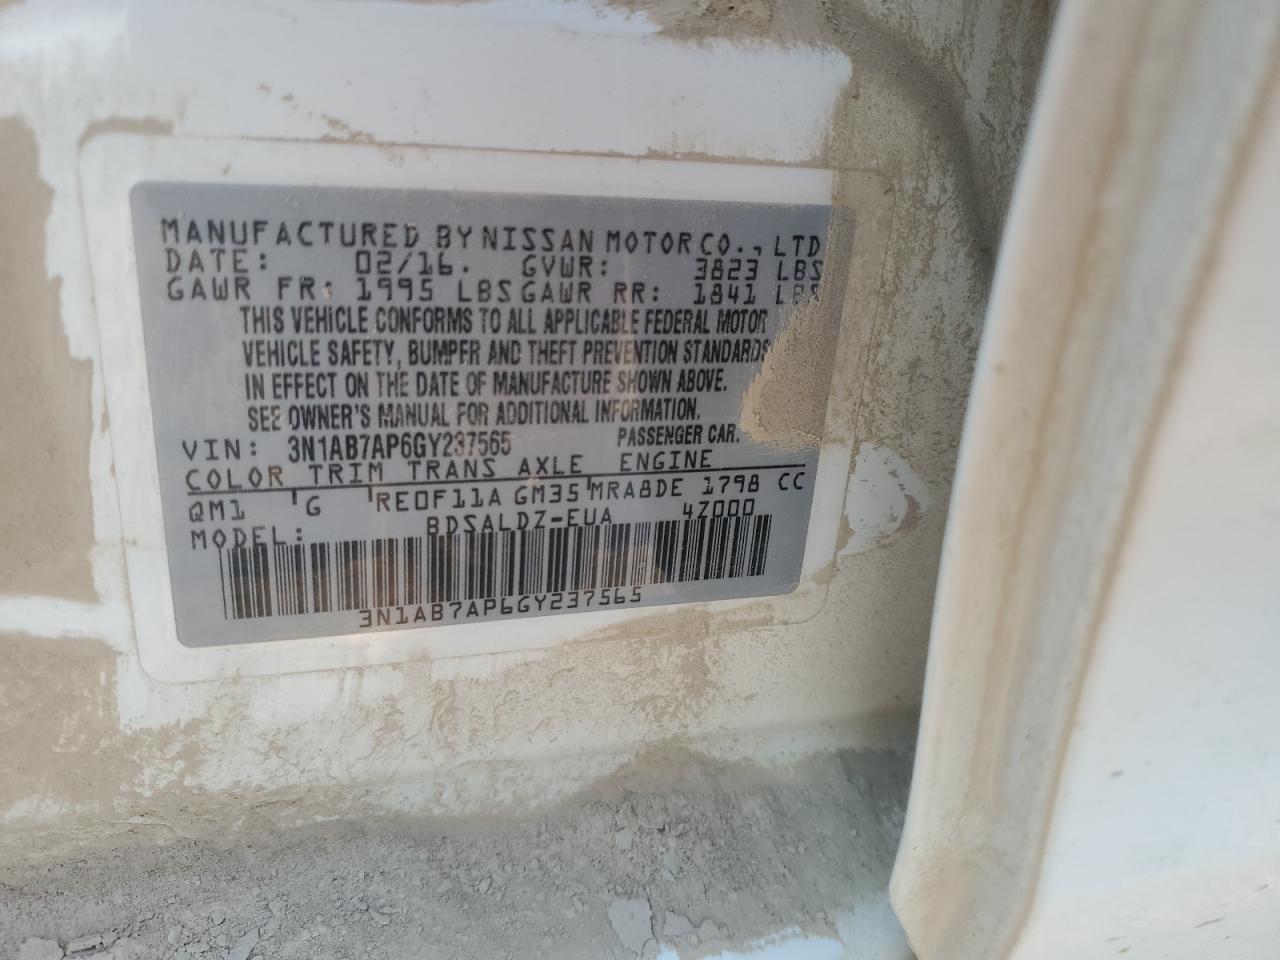 MANUFACTURED BY NISSAN MOTOR CO., LTD
DATE: 02/16. GVWR: 3823 LBS
GAWR FR: 1995 LBS GAWR RR: 1841 LBS
THIS VEHICLE CONFORMS TO ALL APPLICABLE FEDERAL MOTOR
VEHICLE SAFETY, BUMPER AND THEFT PREVENTION STANDARDS
IN EFFECT ON THE DATE OF MANUFACTURE SHOWN ABOVE.
SEE OWNER'S MANUAL FOR ADDITIONAL INFORMATION.
VIN: 3N1AB7AP6GY237565 PASSENGER CAR.
COLOR TRIM TRANS AXLE ENGINE
QM1 G RE0F11A GM35 MRA8DE 1798 CC
MODEL: BDSALDZ-EUA 4Z000
3N1AB7AP6GY237565